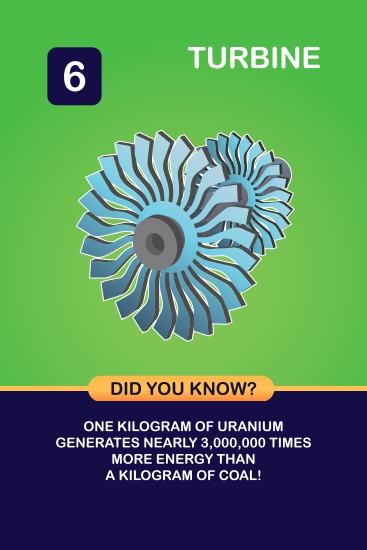 6
TURBINE
DID YOU KNOW?
ONE KILOGRAM OF URANIUM
GENERATES NEARLY 3,000,000 TIMES
MORE ENERGY THAN
A KILOGRAM OF COAL!